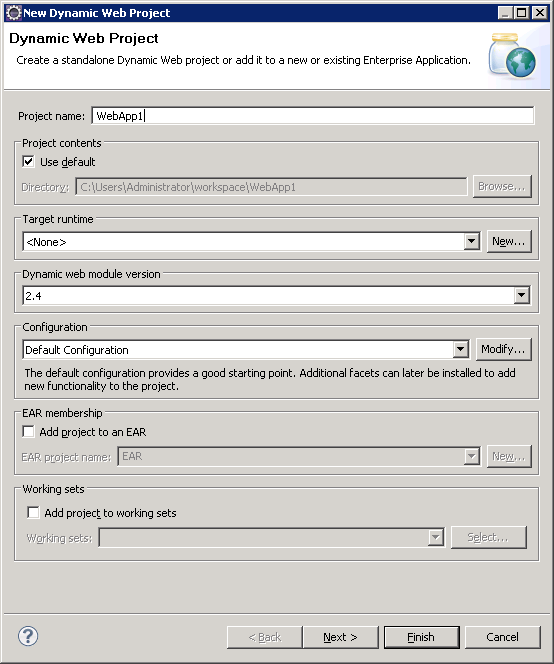 New Dynamic Web Project
Dynamic Web Project
Create a standalone Dynamic Web project or add it to a new or existing Enterprise Application.
Project name: WebApp1
Project contents
Use default
Directory: C:\Users\Administrator\workspace\WebApp1 Browse...
Target runtime
<None> New...
Dynamic web module version
2.4
Configuration
Default Configuration Modify...
The default configuration provides a good starting point. Additional facets can later be installed to add
new functionality to the project.
EAR membership
Add project to an EAR
EAR project name: EAR New...
Working sets
Add project to working sets
Working sets: Select...
? < Back Next > Finish Cancel